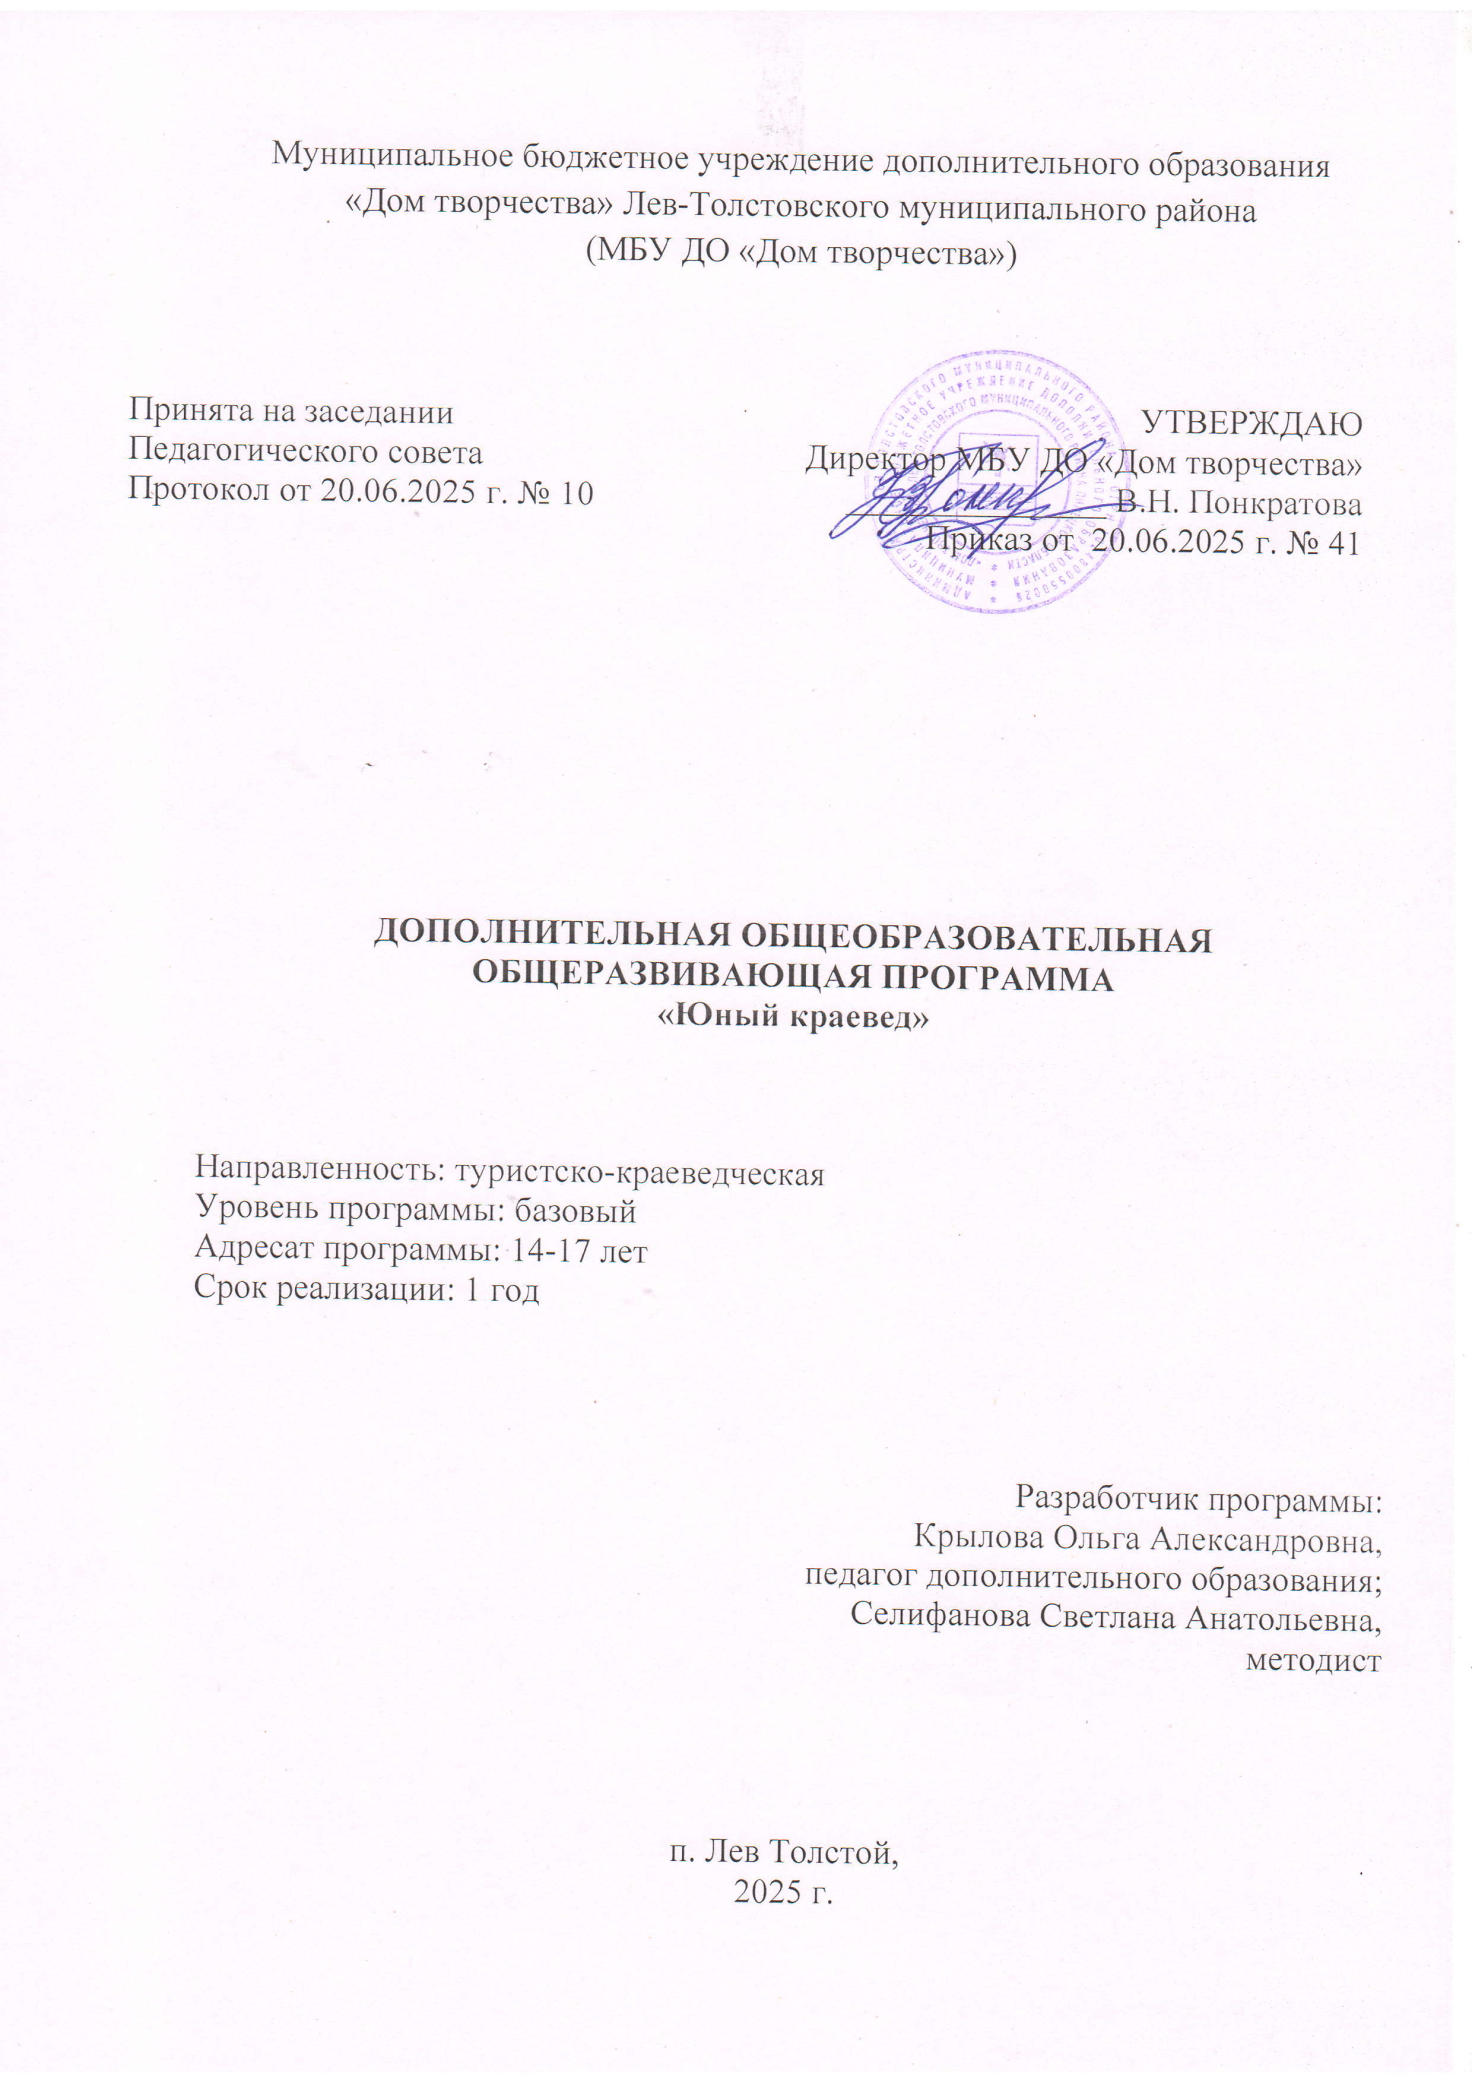 Муниципальное бюджетное учреждение дополнительного образования
«Дом творчества» Лев-Толстовского муниципального района
(МБУ ДО «Дом творчества»)
Принята на заседании
Педагогического совета
Протокол от 20.06.2025 г. № 10
УТВЕРЖДАЮ
Директор МБУ ДО «Дом творчества»
В.Н. Понкратова
Приказ от 20.06.2025 г. № 41
ДОПОЛНИТЕЛЬНАЯ ОБЩЕОБРАЗОВАТЕЛЬНАЯ
ОБЩЕРАЗВИВАЮЩАЯ ПРОГРАММА
«Юный краевед»
Направленность: туристско-краеведческая
Уровень программы: базовый
Адресат программы: 14-17 лет
Срок реализации: 1 год
Разработчик программы:
Крылова Ольга Александровна,
педагог дополнительного образования;
Селифанова Светлана Анатольевна,
методист
п. Лев Толстой,
2025 г.